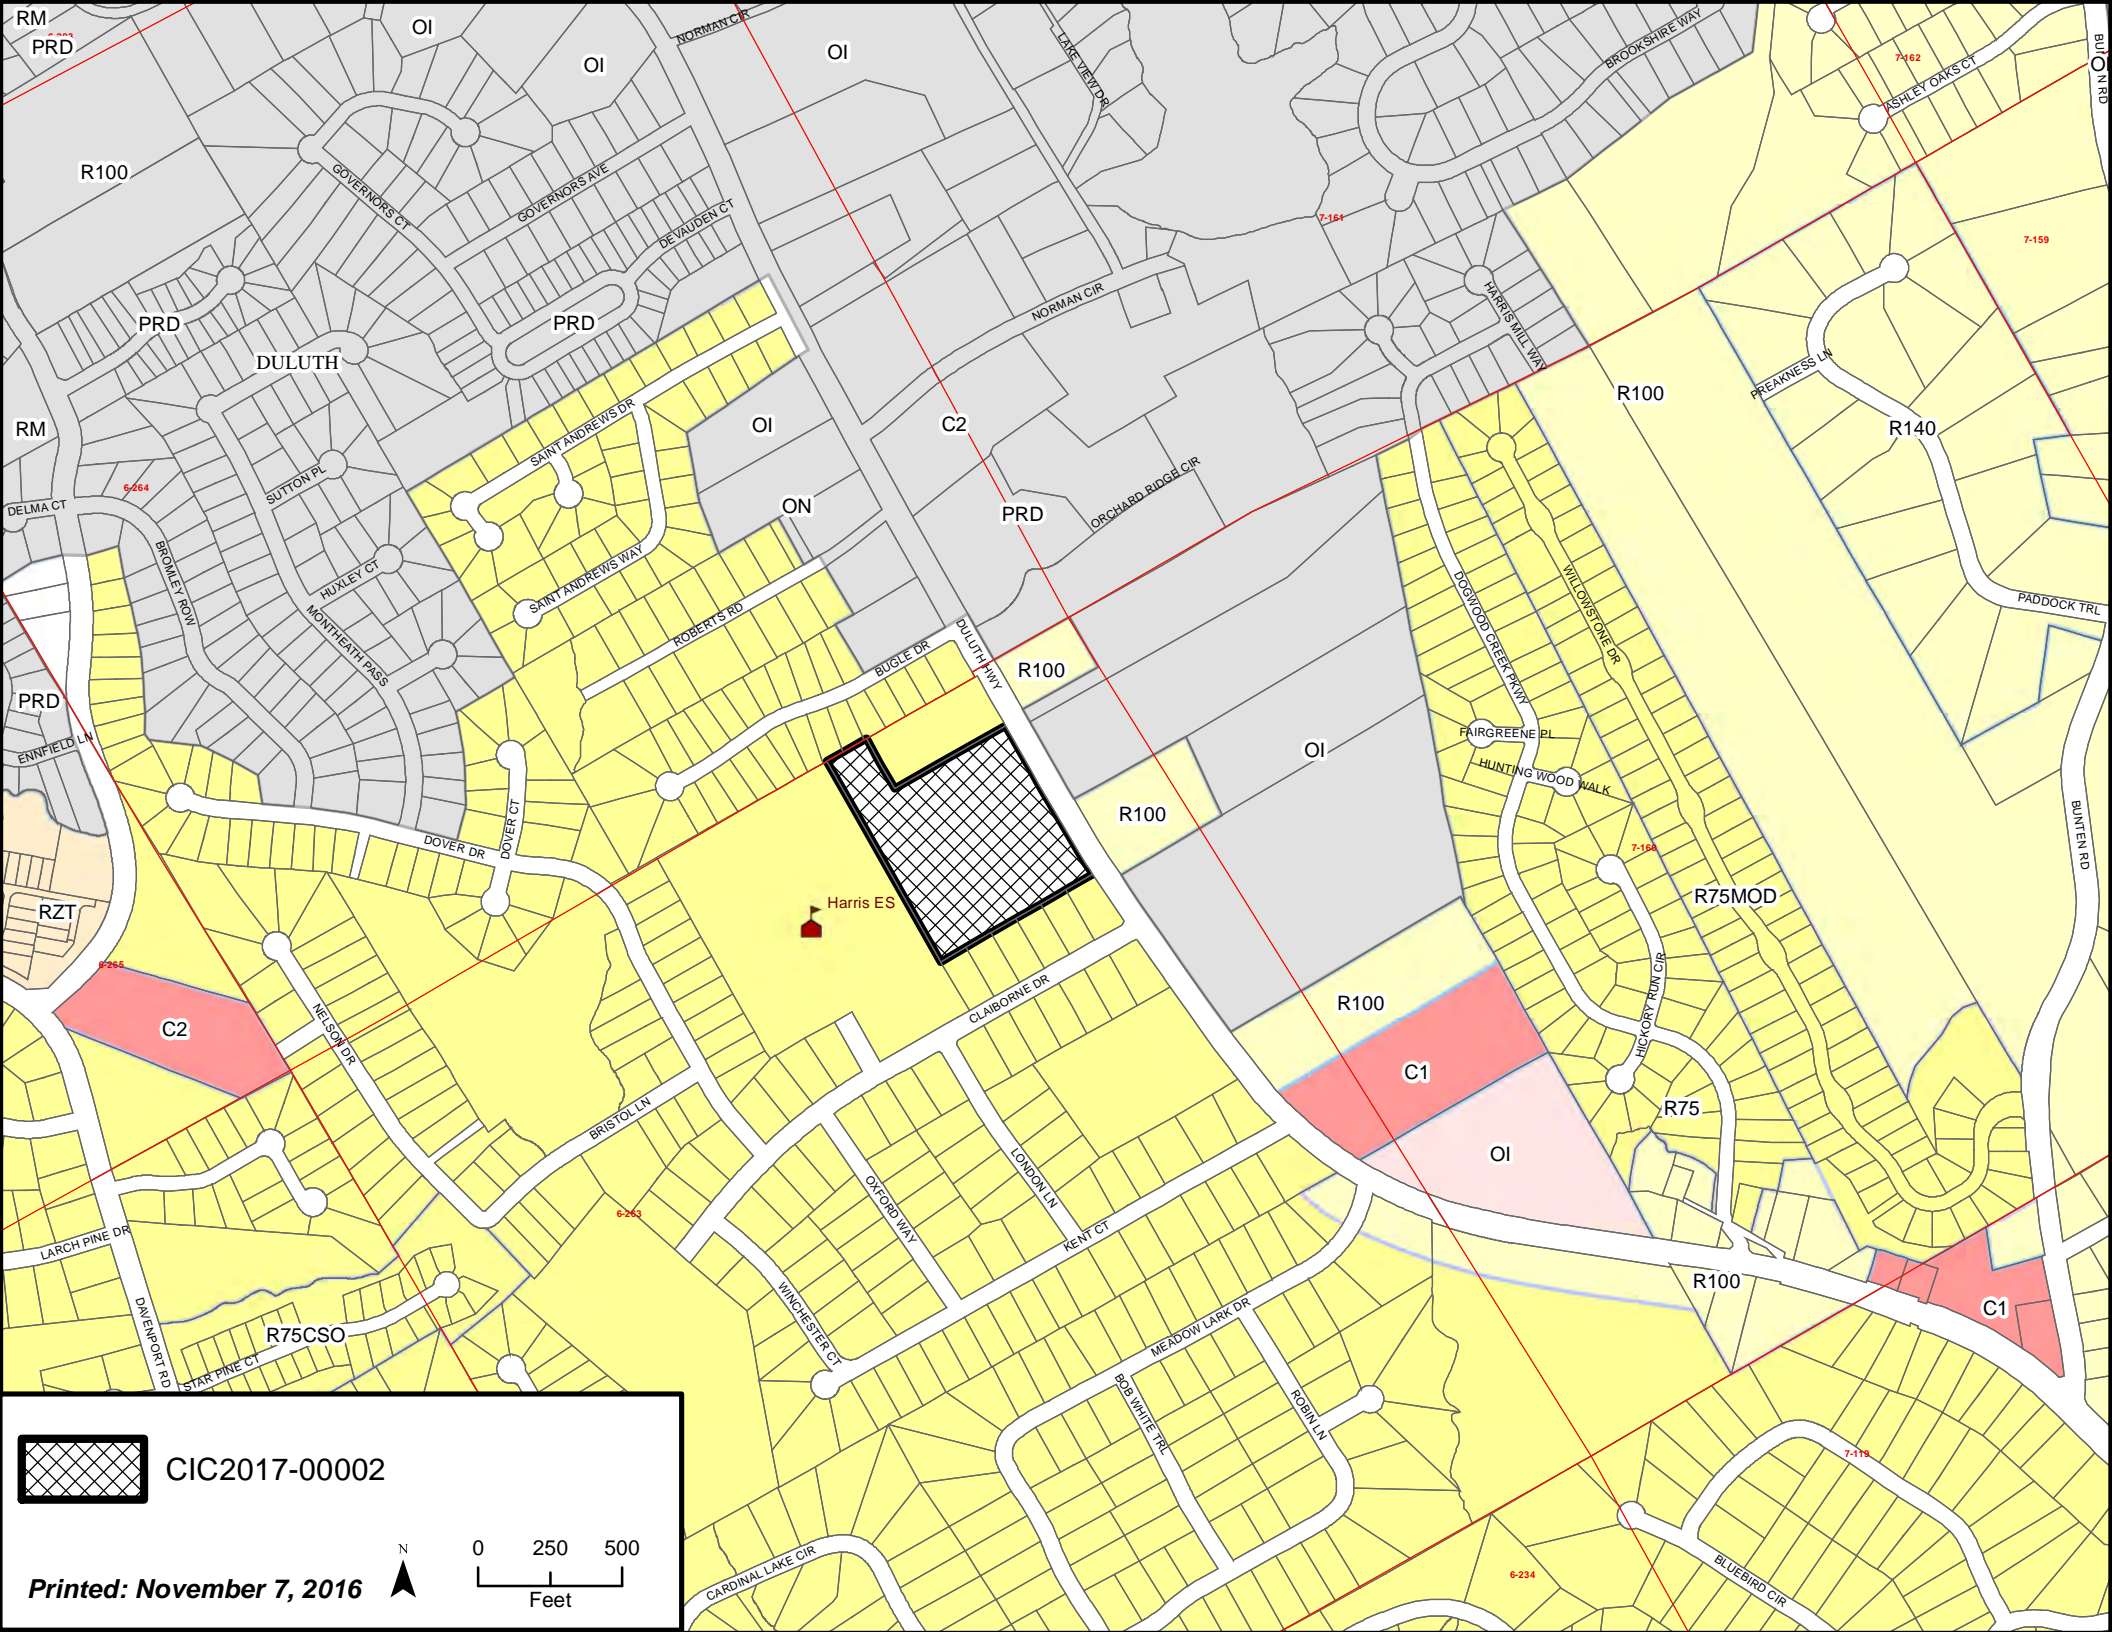 RM
6-293
PRD
OI
OI
NORMAN CIR
OI
LAKE VIEW DR
BROOKSHIRE WAY
7-162
ASHLEY OAKS CT
OI
R100
GOVERNORS CT
GOVERNORS AVE
DEVAUDEN CT
7-161
7-159
PRD
PRD
DULUTH
NORMAN CIR
HARRIS MILL WAY
PREAKNESS LN
R100
R140
RM
SAINT ANDREWS DR
OI
C2
SUTTON PL
6-264
DELMA CT
ON
PRD
ORCHARD RIDGE CIR
BROMLEY ROW
HUXLEY CT
MONTHEATH PASS
SAINT ANDREWS WAY
ROBERTS RD
BUGLE DR
DULUTH HWY
R100
DOGWOOD CREEK PKWY
WILLOWSTONE DR
PADDOCK TRL
PRD
ENNFIELD LN
FAIRGREENE PL
OI
HUNTING WOOD WALK
R100
BUNTEN RD
DOVER DR
DOVER CT
7-160
R75MOD
RZT
Harris ES
6-265
C2
NELSON DR
CLAIBORNE DR
R100
HICKORY RUN CIR
C1
BRISTOL LN
R75
OI
LONDON LN
OXFORD WAY
6-263
KENT CT
LARCH PINE DR
WINCHESTER CT
R100
C1
DAVENPORT RD
R75CSO
STAR PINE CT
MEADOW LARK DR
BOB WHITE TRL
ROBIN LN
7-119
CIC2017-00002
N
0 250 500
Feet
Printed: November 7, 2016
CARDINAL LAKE CIR
6-234
BLUEBIRD CIR